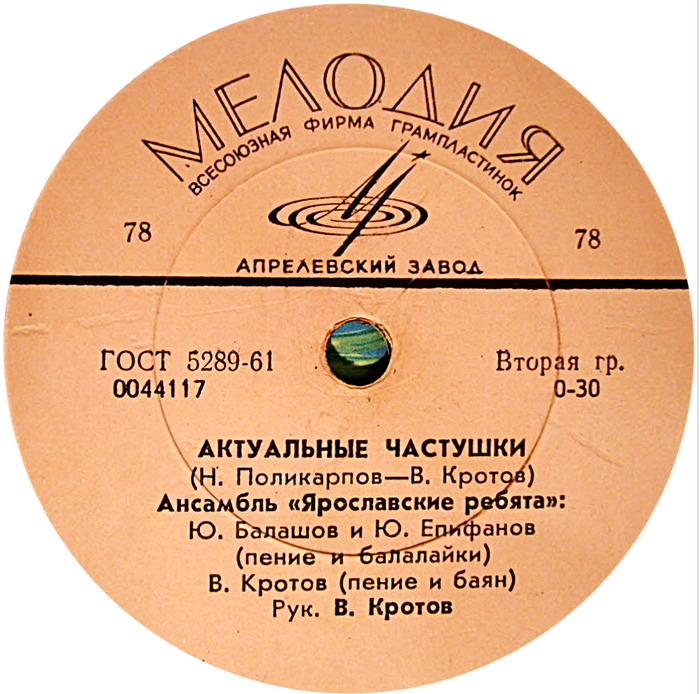 МЕЛОДИЯ
ВСЕСОЮЗНАЯ ФИРМА ГРАМПЛАСТИНОК
78 78
АПРЕЛЕВСКИЙ ЗАВОД
ГОСТ 5289-61 Вторая гр.
0044117 0-30
АКТУАЛЬНЫЕ ЧАСТУШКИ
(Н. Поликарпов—В. Кротов)
Ансамбль «Ярославские ребята»:
Ю. Балашов и Ю. Епифанов
(пение и балалайки)
В. Кротов (пение и баян)
Рук. В. Кротов